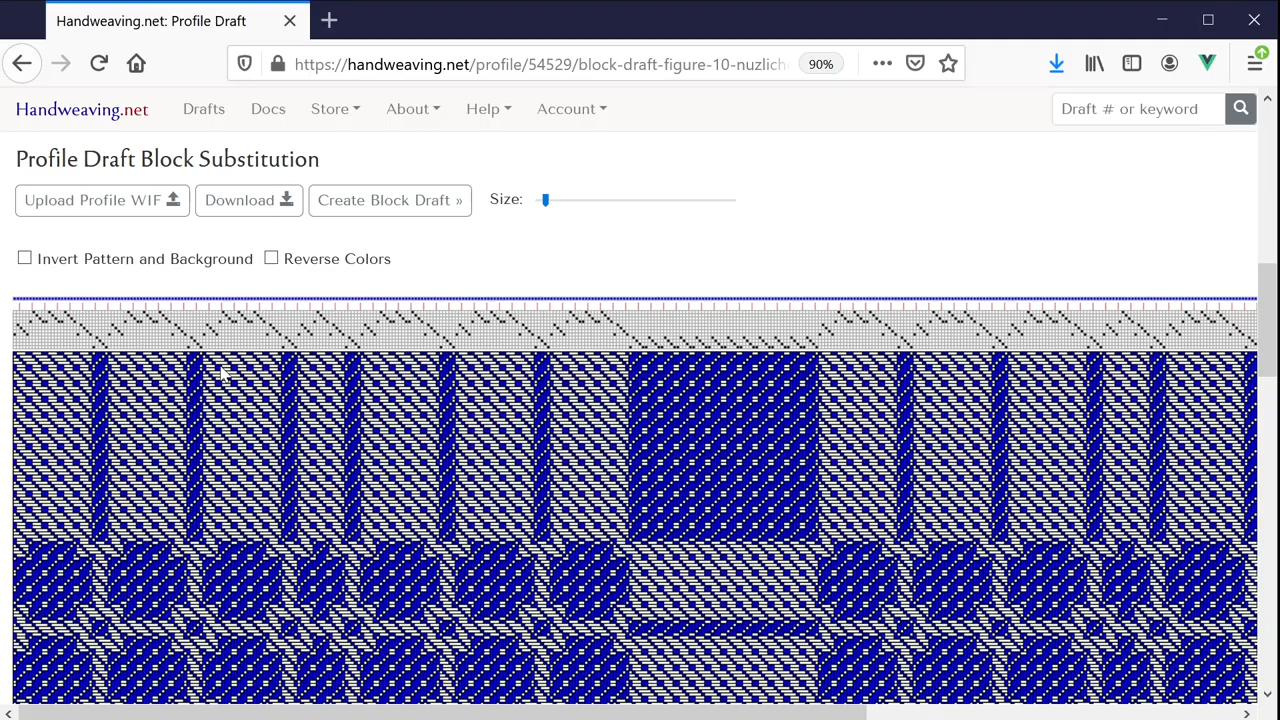 Handweaving.net: Profile Draft
https://handweaving.net/profile/54529/block-draft-figure-10-nuzlich
90%
Handweaving.net
Drafts
Docs
Store
About
Help
Account
Draft # or keyword
Profile Draft Block Substitution
Upload Profile WIF
Download
Create Block Draft »
Size:
Invert Pattern and Background
Reverse Colors